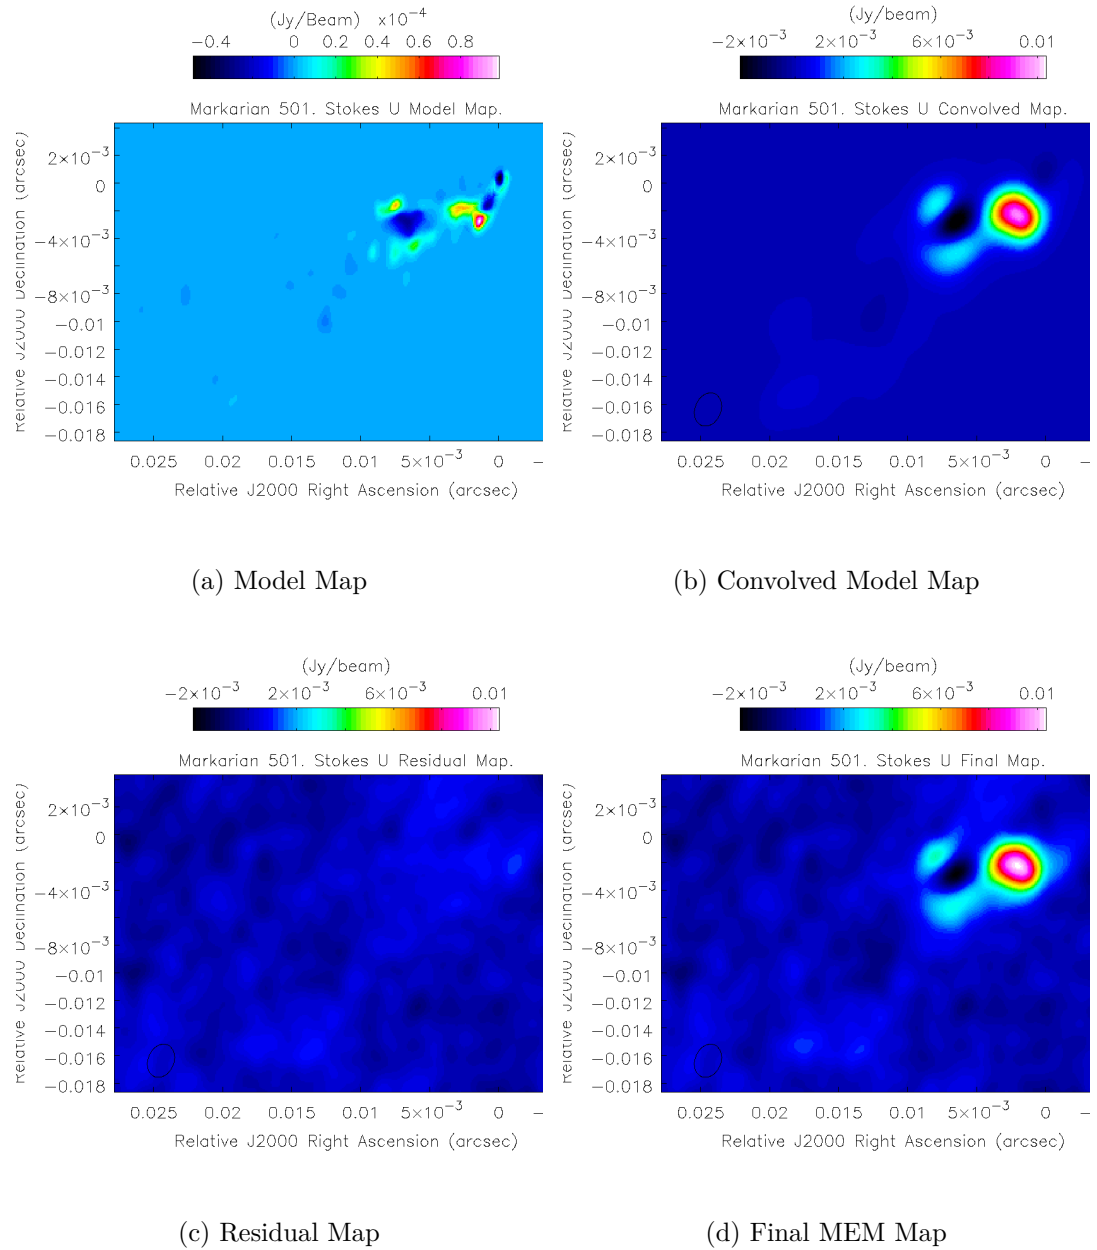 (Jy/Beam) ×10⁻⁴
−0.4 0 0.2 0.4 0.6 0.8
Markarian 501. Stokes U Model Map.
Relative J2000 Declination (arcsec)
2×10⁻³
0
−4×10⁻³
−8×10⁻³
−0.01
−0.012
−0.014
−0.016
−0.018
0.025 0.02 0.015 0.01 5×10⁻³ 0 −
Relative J2000 Right Ascension (arcsec)
(a) Model Map
(Jy/beam)
−2×10⁻³ 2×10⁻³ 6×10⁻³ 0.01
Markarian 501. Stokes U Convolved Map.
Relative J2000 Declination (arcsec)
2×10⁻³
0
−4×10⁻³
−8×10⁻³
−0.01
−0.012
−0.014
−0.016
−0.018
0.025 0.02 0.015 0.01 5×10⁻³ 0
Relative J2000 Right Ascension (arcsec)
(b) Convolved Model Map
(Jy/beam)
−2×10⁻³ 2×10⁻³ 6×10⁻³ 0.01
Markarian 501. Stokes U Residual Map.
Relative J2000 Declination (arcsec)
2×10⁻³
0
−4×10⁻³
−8×10⁻³
−0.01
−0.012
−0.014
−0.016
−0.018
0.025 0.02 0.015 0.01 5×10⁻³ 0 −
Relative J2000 Right Ascension (arcsec)
(c) Residual Map
(Jy/beam)
−2×10⁻³ 2×10⁻³ 6×10⁻³ 0.01
Markarian 501. Stokes U Final Map.
Relative J2000 Declination (arcsec)
2×10⁻³
0
−4×10⁻³
−8×10⁻³
−0.01
−0.012
−0.014
−0.016
−0.018
0.025 0.02 0.015 0.01 5×10⁻³ 0
Relative J2000 Right Ascension (arcsec)
(d) Final MEM Map